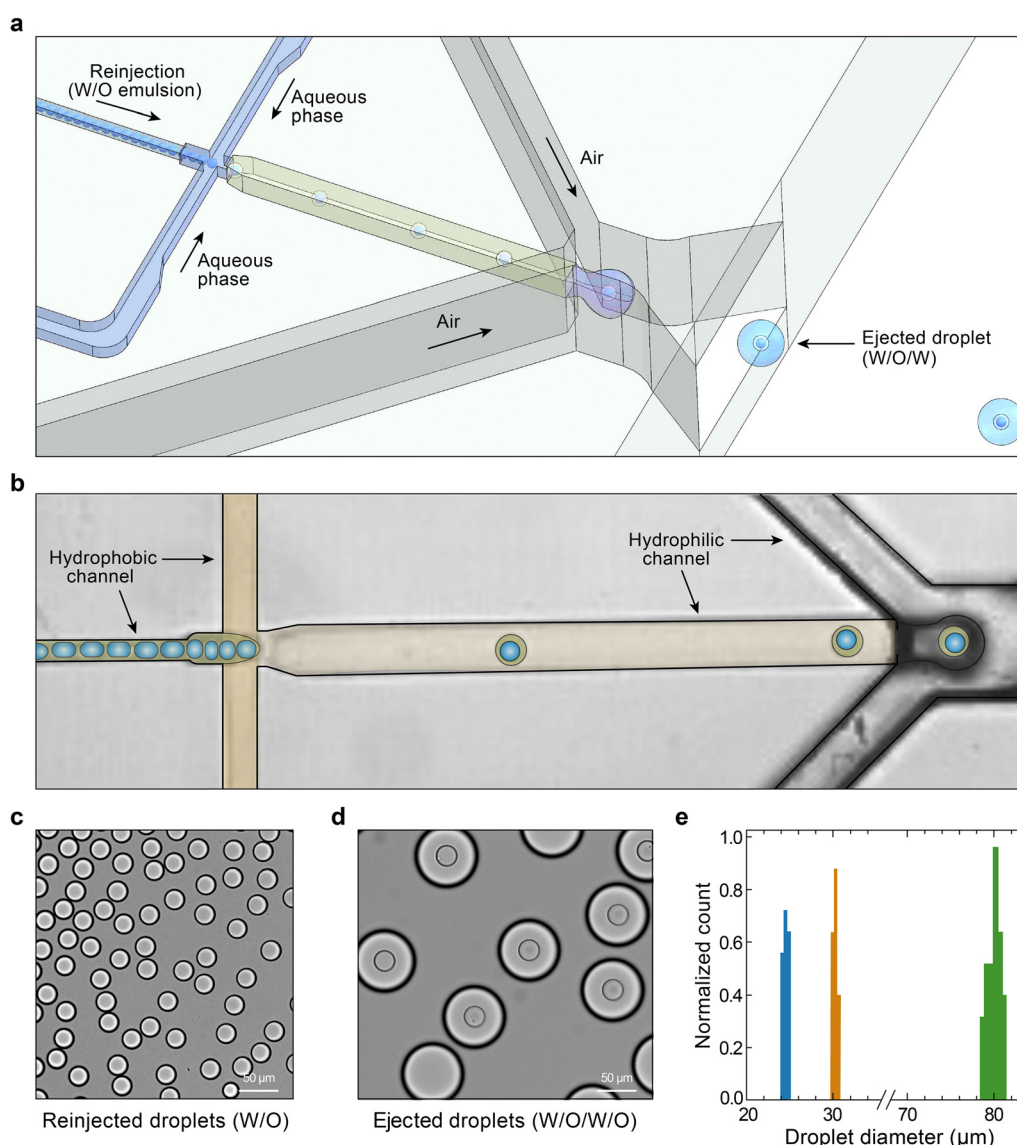 a
Reinjection
(W/O emulsion)
Aqueous
phase
Air
Aqueous
phase
Air
Ejected droplet
(W/O/W)
b
Hydrophobic
channel
Hydrophilic
channel
c
50 µm
Reinjected droplets (W/O)
d
50 µm
Ejected droplets (W/O/W/O)
e
Normalized count
1.0
0.8
0.6
0.4
0.2
0.0
20
30
70
80
Droplet diameter (µm)